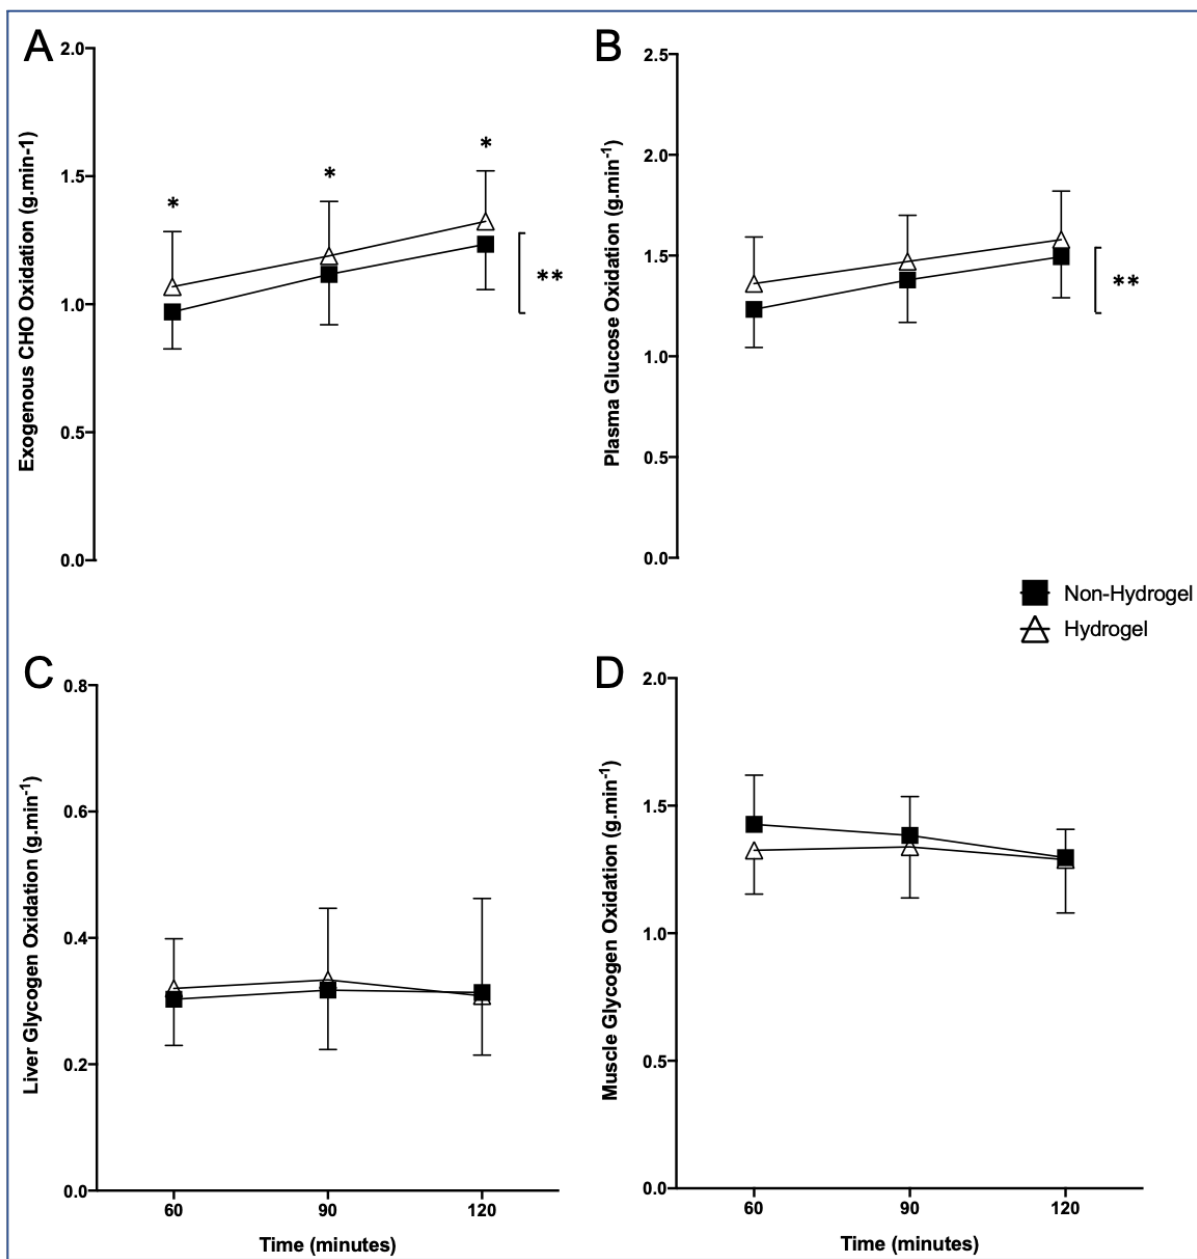 A
2.0
1.5
1.0
0.5
0.0
Exogenous CHO Oxidation (g.min-1)
*
*
*
**
B
2.5
2.0
1.5
1.0
0.5
0.0
Plasma Glucose Oxidation (g.min-1)
**
Non-Hydrogel
Hydrogel
C
0.8
0.6
0.4
0.2
0.0
Liver Glycogen Oxidation (g.min-1)
60 90 120
Time (minutes)
D
2.0
1.5
1.0
0.5
0.0
Muscle Glycogen Oxidation (g.min-1)
60 90 120
Time (minutes)